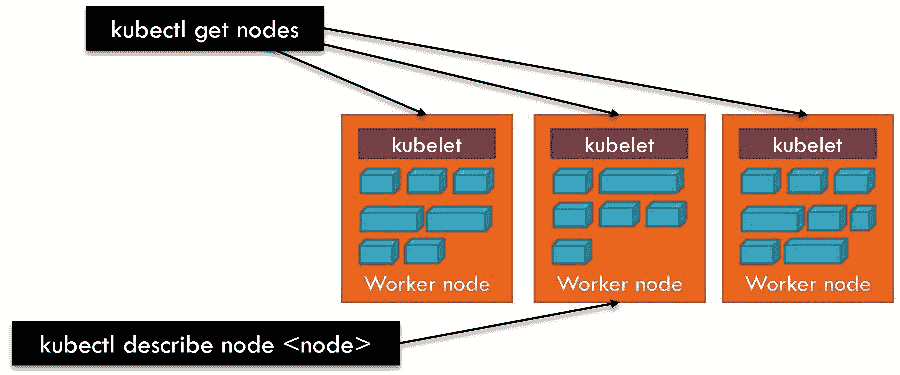 kubectl get nodes
kubelet
kubelet
kubelet
Worker node
Worker node
Worker node
kubectl describe node <node>